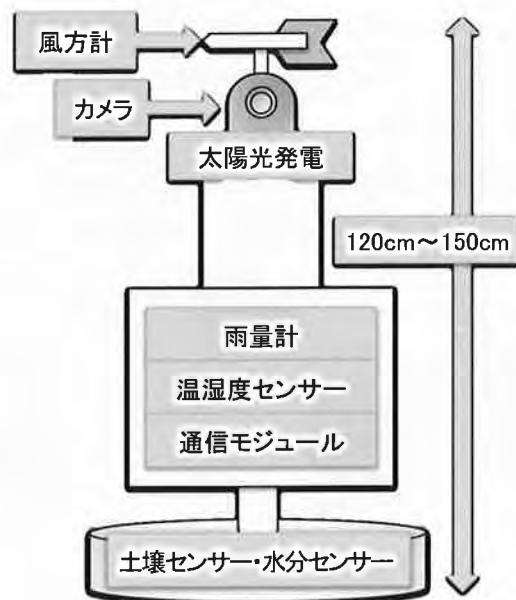 風方計
カメラ
太陽光発電
120cm～150cm
雨量計
温湿度センサー
通信モジュール
土壌センサー・水分センサー